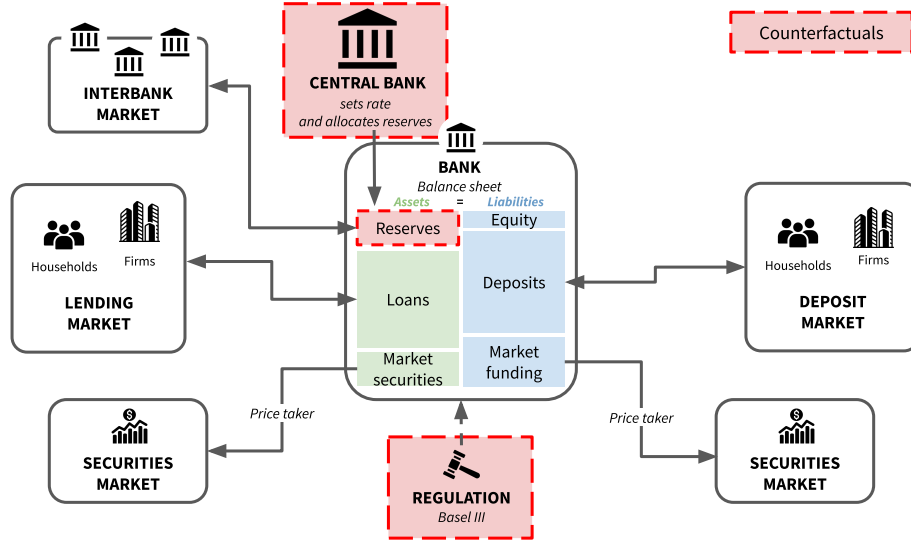 Counterfactuals
INTERBANK
MARKET
CENTRAL BANK
sets rate
and allocates reserves
BANK
Balance sheet
Assets = Liabilities
Reserves
Equity
Loans
Deposits
Market
securities
Market
funding
Households
Firms
LENDING
MARKET
Households
Firms
DEPOSIT
MARKET
Price taker
Price taker
$
SECURITIES
MARKET
$
SECURITIES
MARKET
REGULATION
Basel III